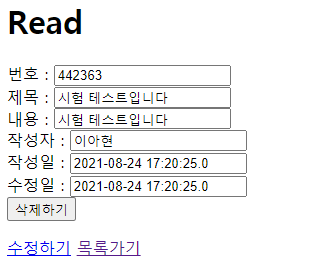 Read
번호 : 442363
제목 : 시험 테스트입니다
내용 : 시험 테스트입니다
작성자 : 이아현
작성일 : 2021-08-24 17:20:25.0
수정일 : 2021-08-24 17:20:25.0
삭제하기
수정하기 목록가기